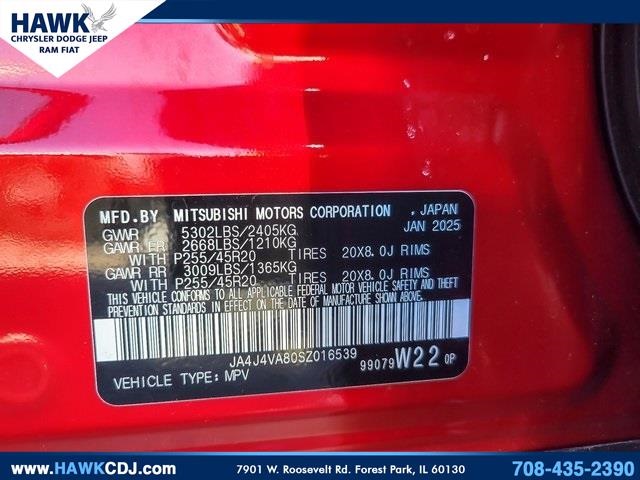 HAWK
CHRYSLER DODGE JEEP
RAM FIAT
MFD.BY MITSUBISHI MOTORS CORPORATION , JAPAN
GVWR 5302LBS/2405KG JAN 2025
GAWR FR 2668LBS/1210KG
WITH P255/45R20 TIRES 20X8.0J RIMS
GAWR RR 3009LBS/1365KG
WITH P255/45R20 TIRES 20X8.0J RIMS
THIS VEHICLE CONFORMS TO ALL APPLICABLE FEDERAL MOTOR VEHICLE SAFETY, BUMPER, AND THEFT
PREVENTION STANDARDS IN EFFECT ON THE DATE OF MANUFACTURE SHOWN ABOVE.
JA4J4VA80SZ016539
99079 W22 0P
VEHICLE TYPE: MPV
www.HAWKCDJ.com 7901 W. Roosevelt Rd. Forest Park, IL 60130 708-435-2390